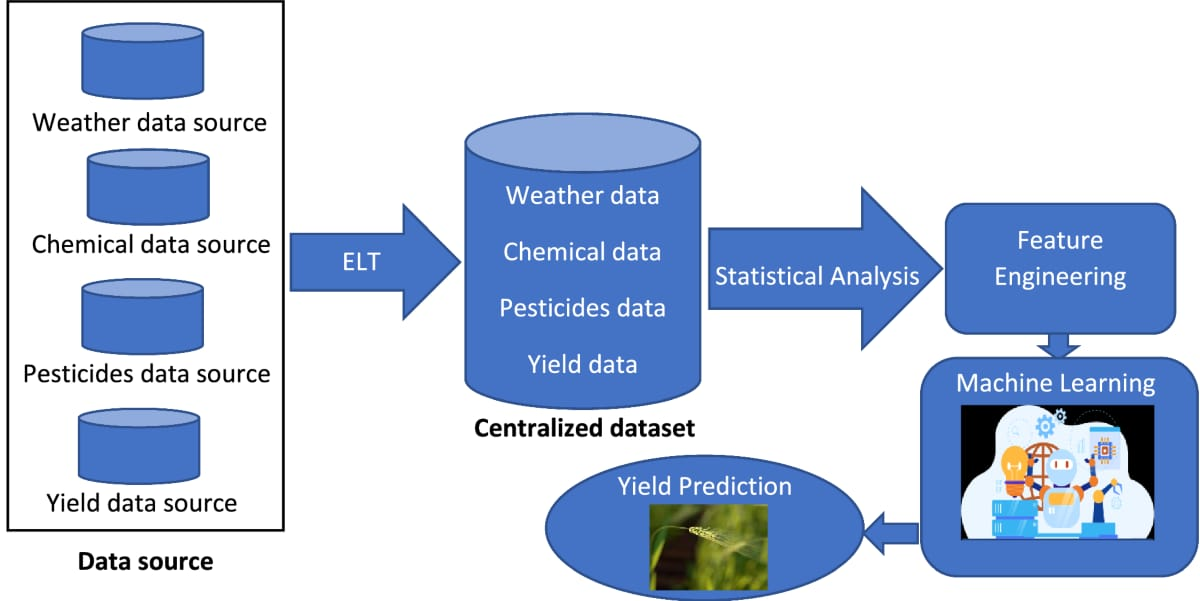 Weather data source
Chemical data source
Pesticides data source
Yield data source
Data source
ELT
Weather data
Chemical data
Pesticides data
Yield data
Centralized dataset
Statistical Analysis
Feature
Engineering
Machine Learning
Yield Prediction